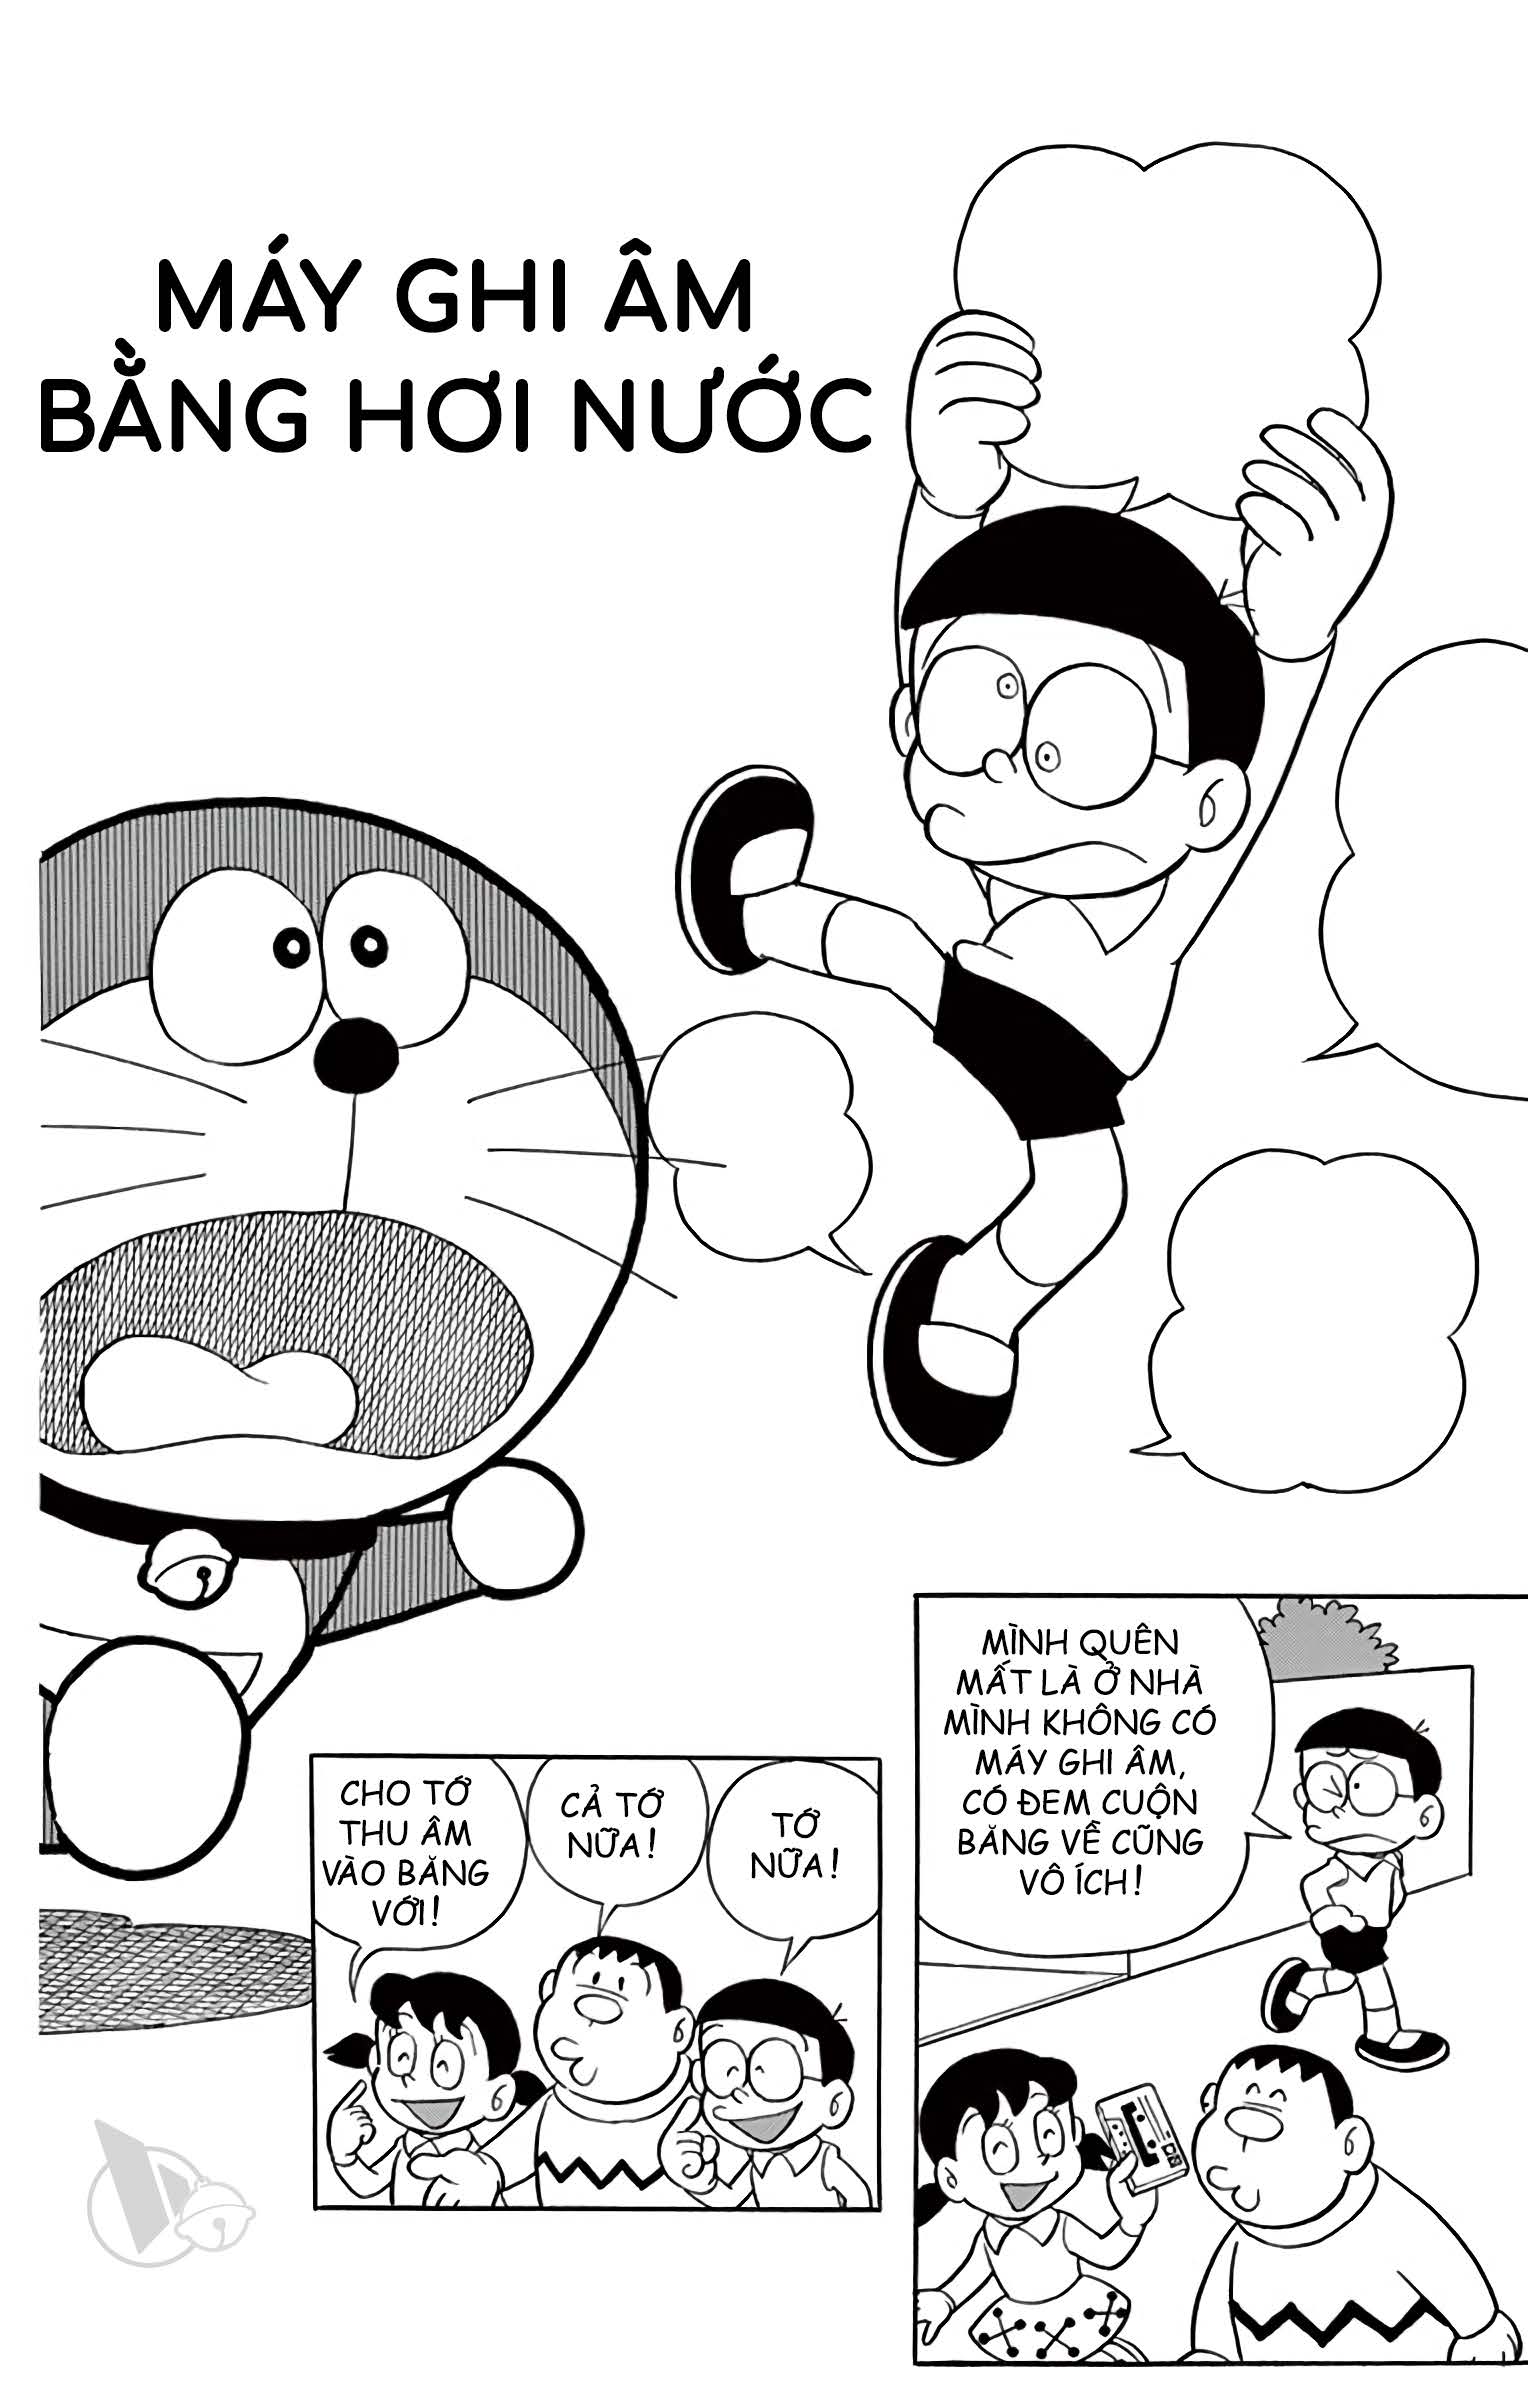 MÁY GHI ÂM
BẰNG HƠI NƯỚC
CHO TỚ
THU ÂM
VÀO BĂNG
VỚI!
CẢ TỚ
NỮA!
TỚ
NỮA!
MÌNH QUÊN
MẤT LÀ Ở NHÀ
MÌNH KHÔNG CÓ
MÁY GHI ÂM,
CÓ ĐEM CUỘN
BĂNG VỀ CŨNG
VÔ ÍCH!